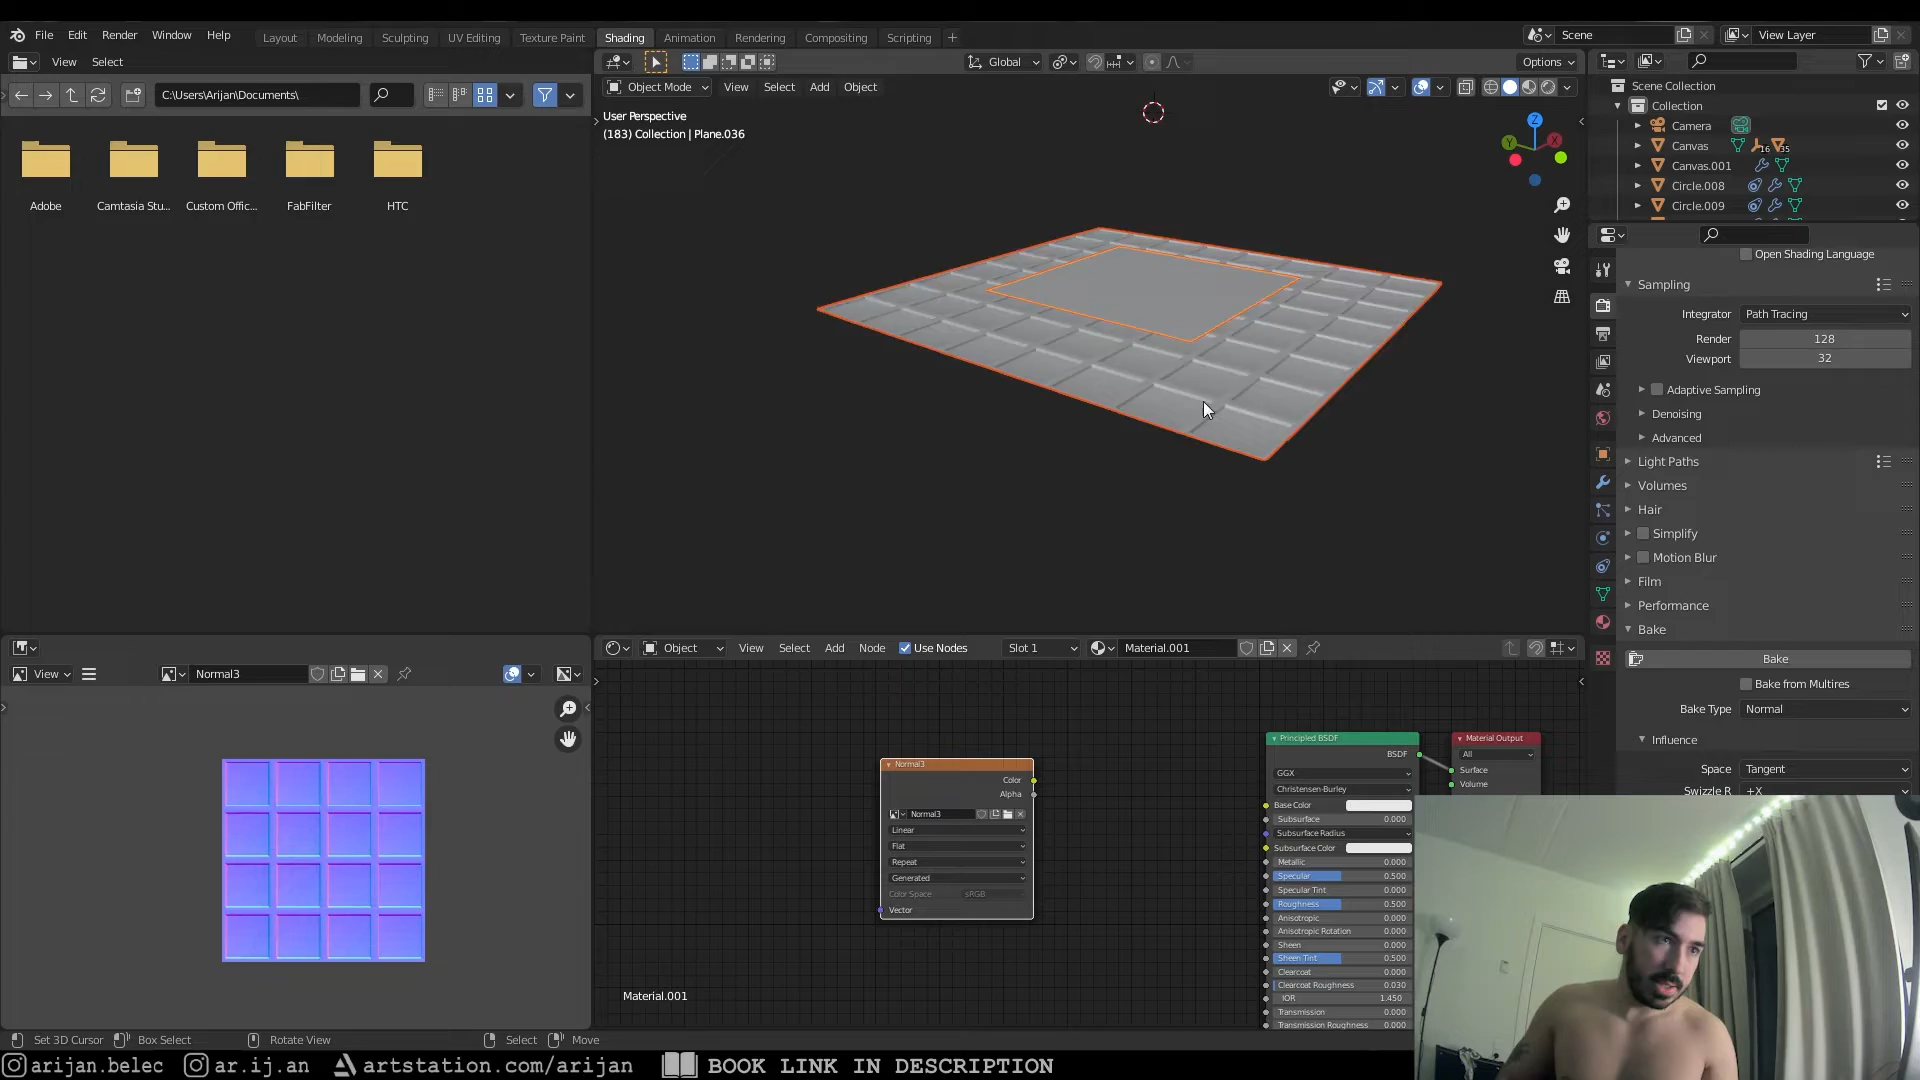 File Edit Render Window Help
Layout Modeling Sculpting UV Editing Texture Paint Shading Animation Rendering Compositing Scripting +
Scene
View Layer
View Select
C:\Users\Arijan\Documents\
Adobe
Camtasia Stu...
Custom Offic...
FabFilter
HTC
Global
Options
Object Mode View Select Add Object
User Perspective
(183) Collection | Plane.036
Z
Y
X
Scene Collection
Collection
Camera
Canvas
16
35
Canvas.001
Circle.008
Circle.009
Open Shading Language
Sampling
Integrator Path Tracing
Render 128
Viewport 32
Adaptive Sampling
Denoising
Advanced
Light Paths
Volumes
Hair
Simplify
Motion Blur
Film
Performance
Bake
Bake
Bake from Multires
Bake Type Normal
Influence
Space Tangent
Swizzle R +X
View
Normal3
Object View Select Add Node Use Nodes Slot 1 Material.001
Normal3
Color
Alpha
Normal3
Linear
Flat
Repeat
Generated
Color Space sRGB
Vector
Principled BSDF
BSDF
GGX
Christensen-Burley
Base Color
Subsurface 0.000
Subsurface Radius
Subsurface Color
Metallic 0.000
Specular 0.500
Specular Tint 0.000
Roughness 0.500
Anisotropic 0.000
Anisotropic Rotation 0.000
Sheen 0.000
Sheen Tint 0.500
Clearcoat 0.000
Clearcoat Roughness 0.030
IOR 1.450
Transmission 0.000
Transmission Roughness 0.000
Material Output
All
Surface
Volume
Material.001
Set 3D Cursor Box Select Rotate View Select Move
arijan.belec ar.ij.an artstation.com/arijan BOOK LINK IN DESCRIPTION